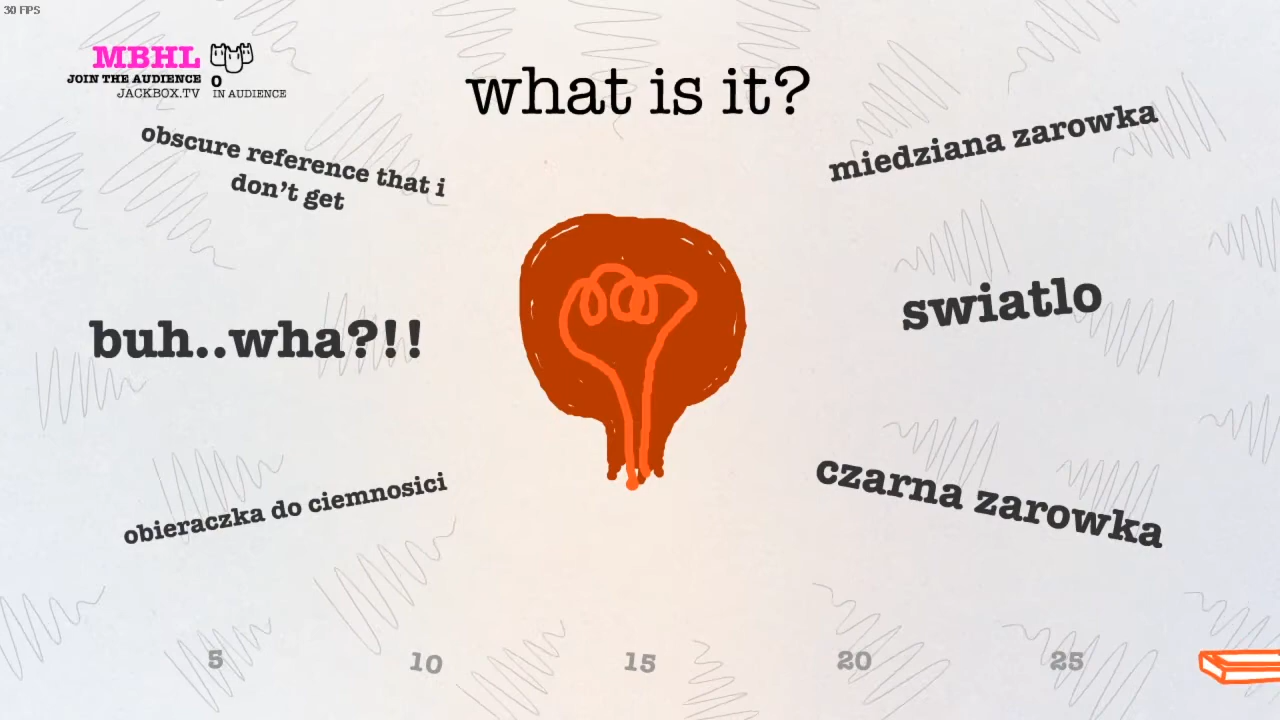 30 FPS
MBHL
JOIN THE AUDIENCE
JACKBOX.TV
0
IN AUDIENCE
what is it?
obscure reference that i
don't get
miedziana zarowka
buh..wha?!!
swiatlo
obieraczka do ciemnosici
czarna zarowka
5 10 15 20 25